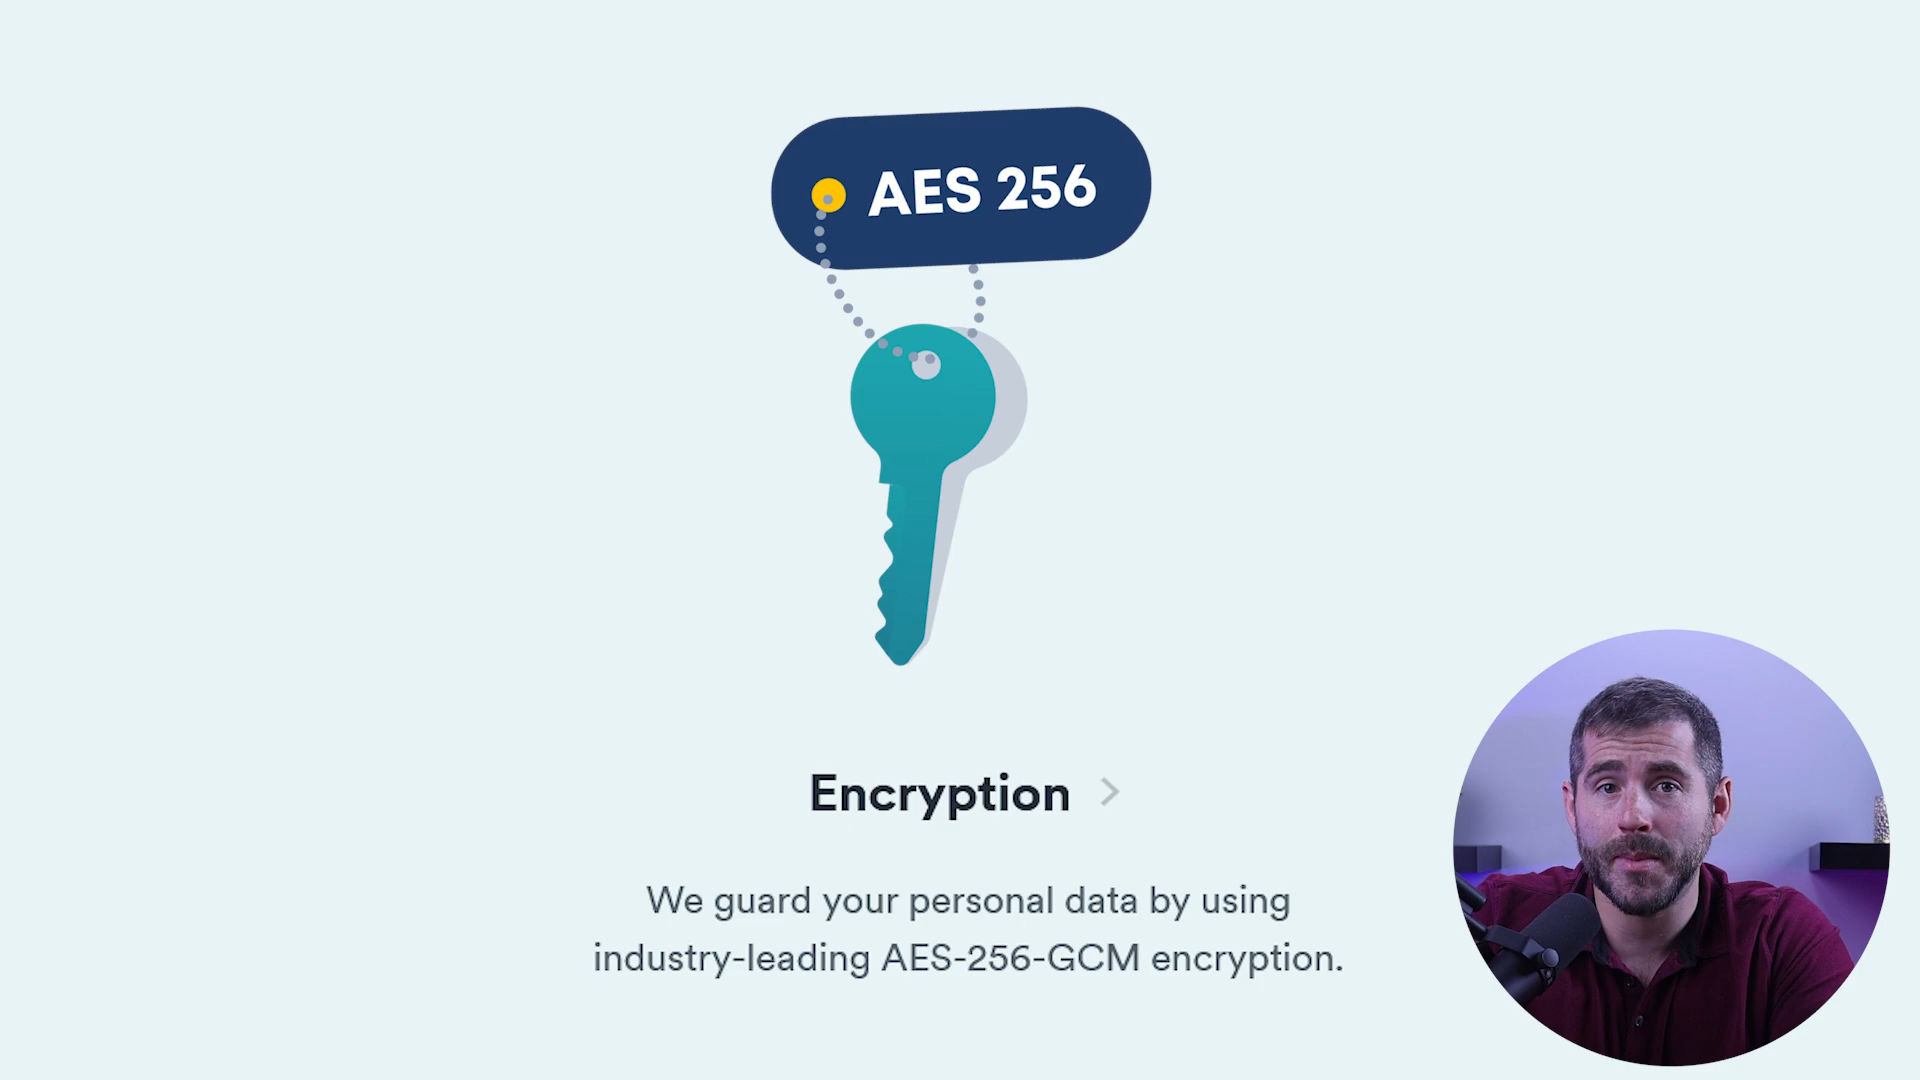 AES 256
Encryption
We guard your personal data by using
industry-leading AES-256-GCM encryption.